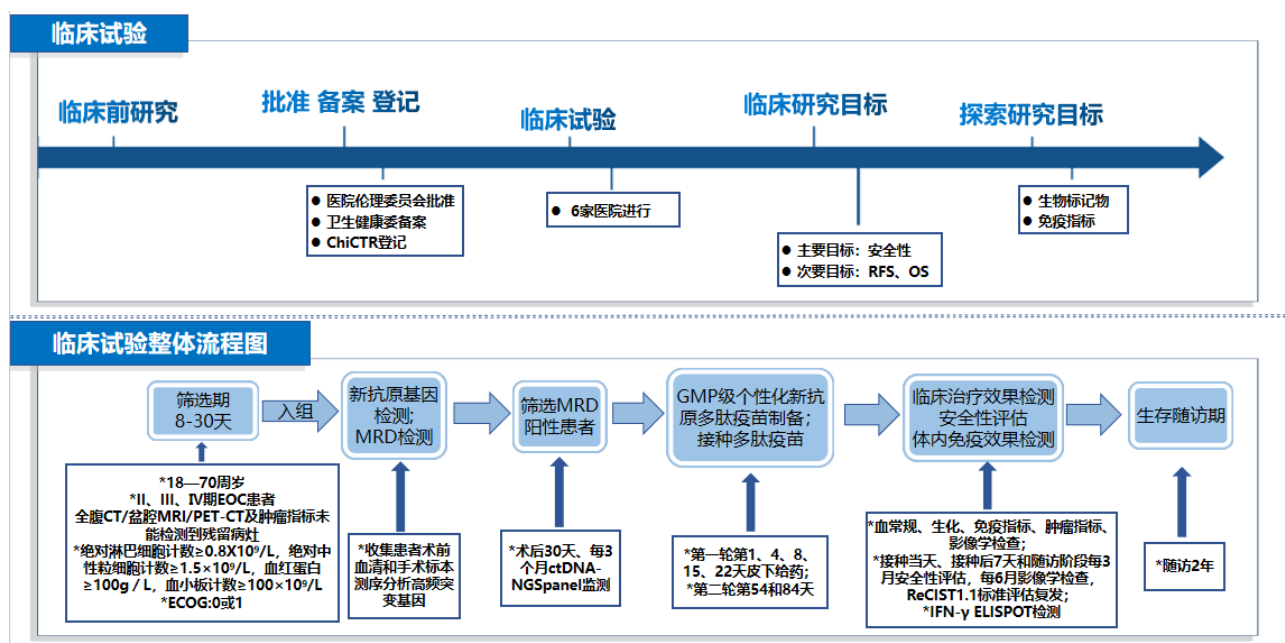 临床试验
临床前研究
批准 备案 登记
临床试验
临床研究目标
探索研究目标
● 医院伦理委员会批准
● 卫生健康委备案
● ChiCTR登记
● 6家医院进行
● 主要目标：安全性
● 次要目标：RFS、OS
● 生物标记物
● 免疫指标
临床试验整体流程图
筛选期
8-30天
入组
新抗原基因
检测;
MRD检测
筛选MRD
阳性患者
GMP级个性化新抗
原多肽疫苗制备；
接种多肽疫苗
临床治疗效果检测
安全性评估
体内免疫效果检测
生存随访期
*18—70周岁
*II、III、IV期EOC患者
全腹CT/盆腔MRI/PET-CT及肿瘤指标未
能检测到残留病灶
*绝对淋巴细胞计数≥0.8X10⁹/L，绝对中
性粒细胞计数≥1.5×10⁹/L，血红蛋白
≥100g / L，血小板计数≥100×10⁹/L
*ECOG:0或1
*收集患者术前
血清和手术标本
测序分析高频突
变基因
*术后30天、每3
个月ctDNA-
NGSpanel监测
*第一轮第1、4、8、
15、22天皮下给药；
*第二轮第54和84天
*血常规、生化、免疫指标、肿瘤指标、
影像学检查；
*接种当天、接种后7天和随访阶段每3
月安全性评估，每6月影像学检查，
ReCIST1.1标准评估复发；
*IFN-γ ELISPOT检测
*随访2年